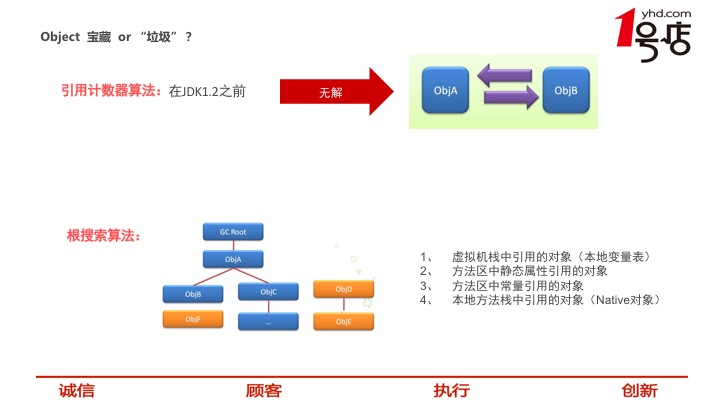 Object 宝藏 or “垃圾” ?
yhd.com
1号店
引用计数器算法：在JDK1.2之前
无解
ObjA
ObjB
根搜索算法：
GC Root
ObjA
ObjB
ObjC
ObjD
ObjF
...
ObjE
1、 虚拟机栈中引用的对象（本地变量表）
2、 方法区中静态属性引用的对象
3、 方法区中常量引用的对象
4、 本地方法栈中引用的对象（Native对象）
诚信 顾客 执行 创新